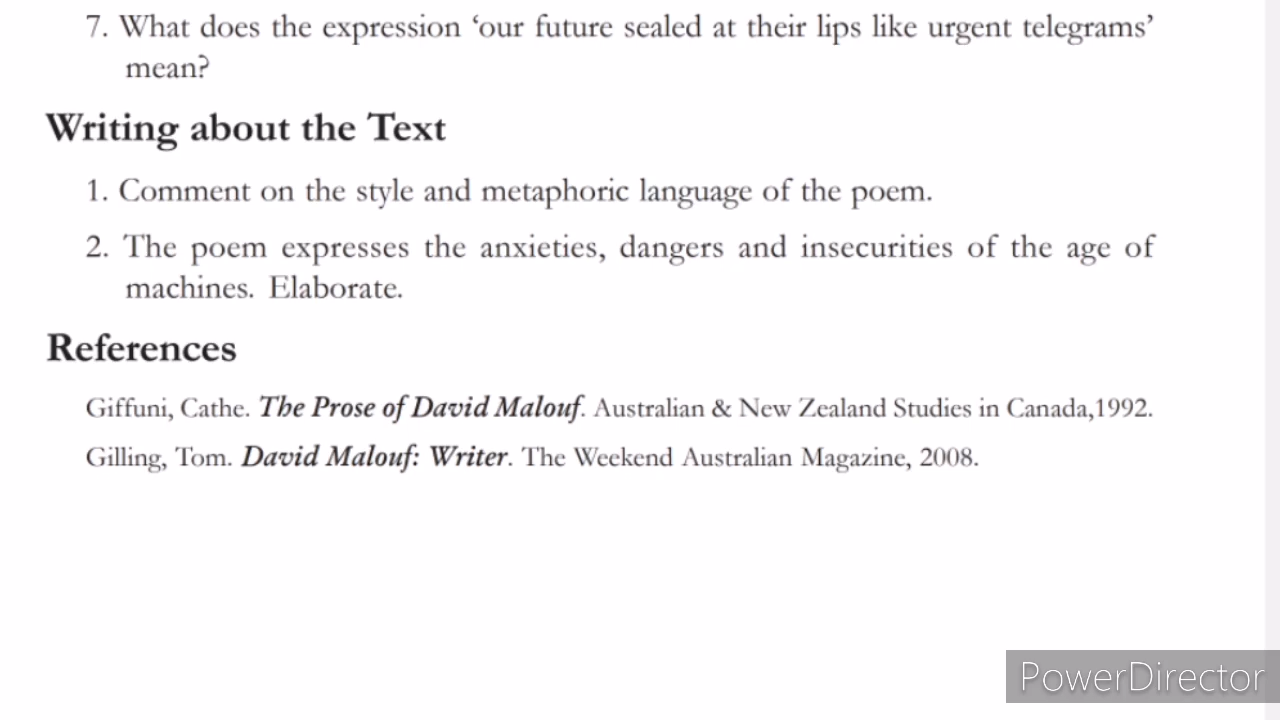 7. What does the expression ‘our future sealed at their lips like urgent telegrams’
mean?
Writing about the Text
1. Comment on the style and metaphoric language of the poem.
2. The poem expresses the anxieties, dangers and insecurities of the age of
machines. Elaborate.
References
Giffuni, Cathe. The Prose of David Malouf. Australian & New Zealand Studies in Canada,1992.
Gilling, Tom. David Malouf: Writer. The Weekend Australian Magazine, 2008.
PowerDirector